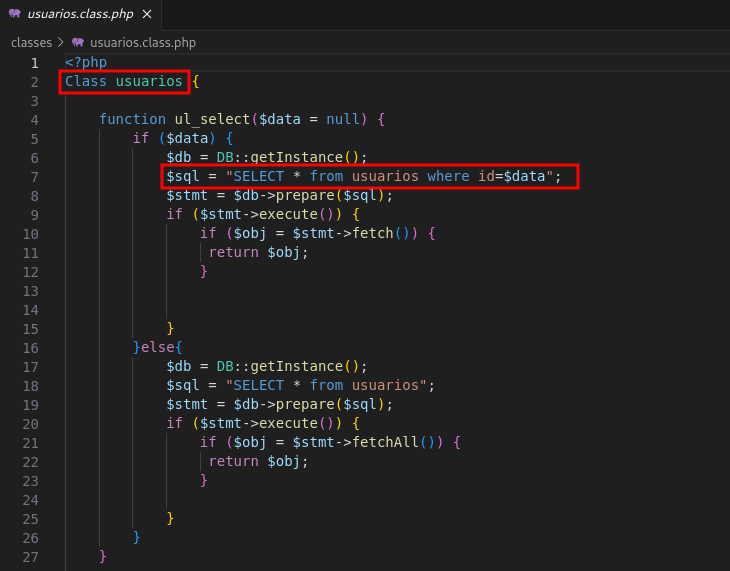 usuarios.class.php
classes > usuarios.class.php
1 <?php
2 Class usuarios {
3
4 function ul_select($data = null) {
5 if ($data) {
6 $db = DB::getInstance();
7 $sql = "SELECT * from usuarios where id=$data";
8 $stmt = $db->prepare($sql);
9 if ($stmt->execute()) {
10 if ($obj = $stmt->fetch()) {
11 return $obj;
12 }
13
14
15 }
16 }else{
17 $db = DB::getInstance();
18 $sql = "SELECT * from usuarios";
19 $stmt = $db->prepare($sql);
20 if ($stmt->execute()) {
21 if ($obj = $stmt->fetchAll()) {
22 return $obj;
23 }
24
25 }
26 }
27 }